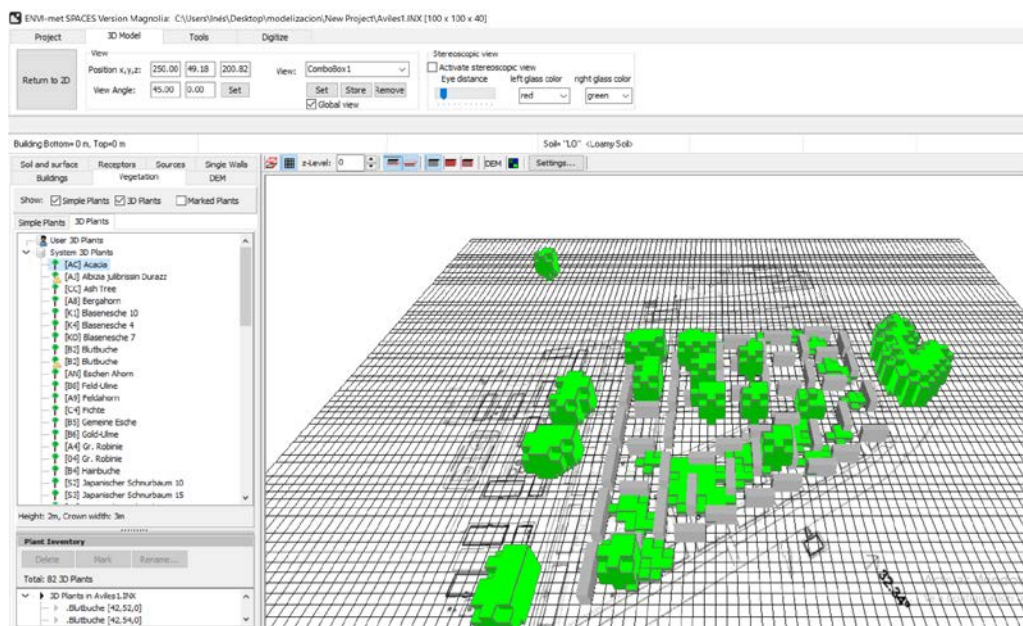 ENVI-met SPACES Version Magnolia: C:\Users\Inés\Desktop\modelizacion\New Project\Aviles1.INX [100 x 100 x 40]
Project 3D Model Tools Digitize
Return to 2D
View
Position x,y,z: 250.00 49.18 200.82
View Angle: 45.00 0.00 Set
View: ComboBox1
Set Store Remove
Global view
Stereoscopic view
Activate stereoscopic view
Eye distance left glass color right glass color
red green
Building Bottom= 0 m, Top=0 m Soil= "LO" <Loamy Soil>
Soil and surface Receptors Sources Single Walls
Buildings Vegetation DEM
z-Level: 0 DEM Settings...
Show: Simple Plants 3D Plants Marked Plants
Simple Plants 3D Plants
User 3D Plants
System 3D Plants
[AC] Acacia
[AJ] Albizia julibrissin Durazz
[CC] Ash Tree
[A8] Bergahorn
[K1] Blasenesche 10
[K4] Blasenesche 4
[KO] Blasenesche 7
[B2] Blutbuche
[B2] Blutbuche
[AN] Eschen Ahorn
[B8] Feld-Ulme
[A9] Feldahorn
[C4] Fichte
[B5] Gemeine Esche
[B6] Gold-Ulme
[A4] Gr. Robinie
[04] Gr. Robinie
[B4] Hainbuche
[S2] Japanischer Schnurbaum 10
[S3] Japanischer Schnurbaum 15
Height: 2m, Crown width: 3m
Plant Inventory
Delete Mark Rename...
Total: 82 3D Plants
3D Plants in Aviles1.INX
.Blutbuche [42,52,0]
.Blutbuche [42,54,0]
32.34°